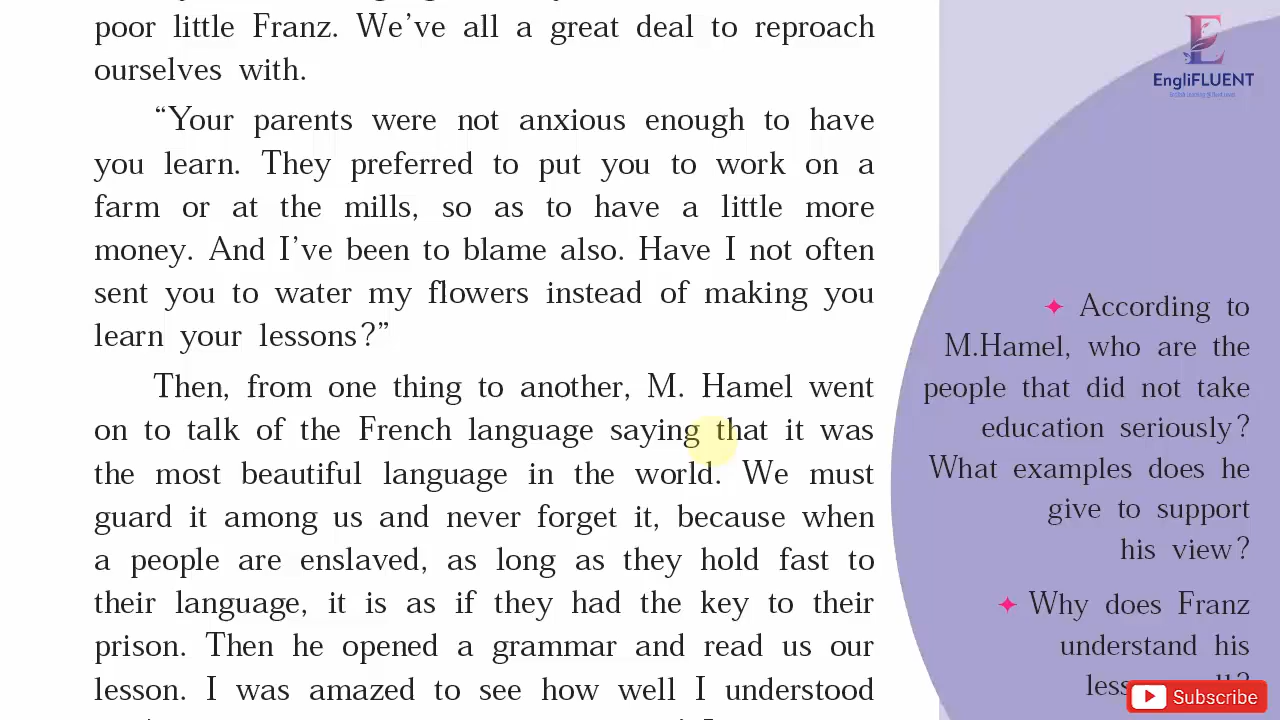 poor little Franz. We've all a great deal to reproach
ourselves with.
“Your parents were not anxious enough to have
you learn. They preferred to put you to work on a
farm or at the mills, so as to have a little more
money. And I've been to blame also. Have I not often
sent you to water my flowers instead of making you
learn your lessons?”
Then, from one thing to another, M. Hamel went
on to talk of the French language saying that it was
the most beautiful language in the world. We must
guard it among us and never forget it, because when
a people are enslaved, as long as they hold fast to
their language, it is as if they had the key to their
prison. Then he opened a grammar and read us our
lesson. I was amazed to see how well I understood
EngliFLUENT
According to
M.Hamel, who are the
people that did not take
education seriously?
What examples does he
give to support
his view?
Why does Franz
understand his
Subscribe